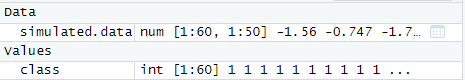 Data
simulated.data num [1:60, 1:50] -1.56 -0.747 -1.7…
Values
class int [1:60] 1 1 1 1 1 1 1 1 1 1 ...